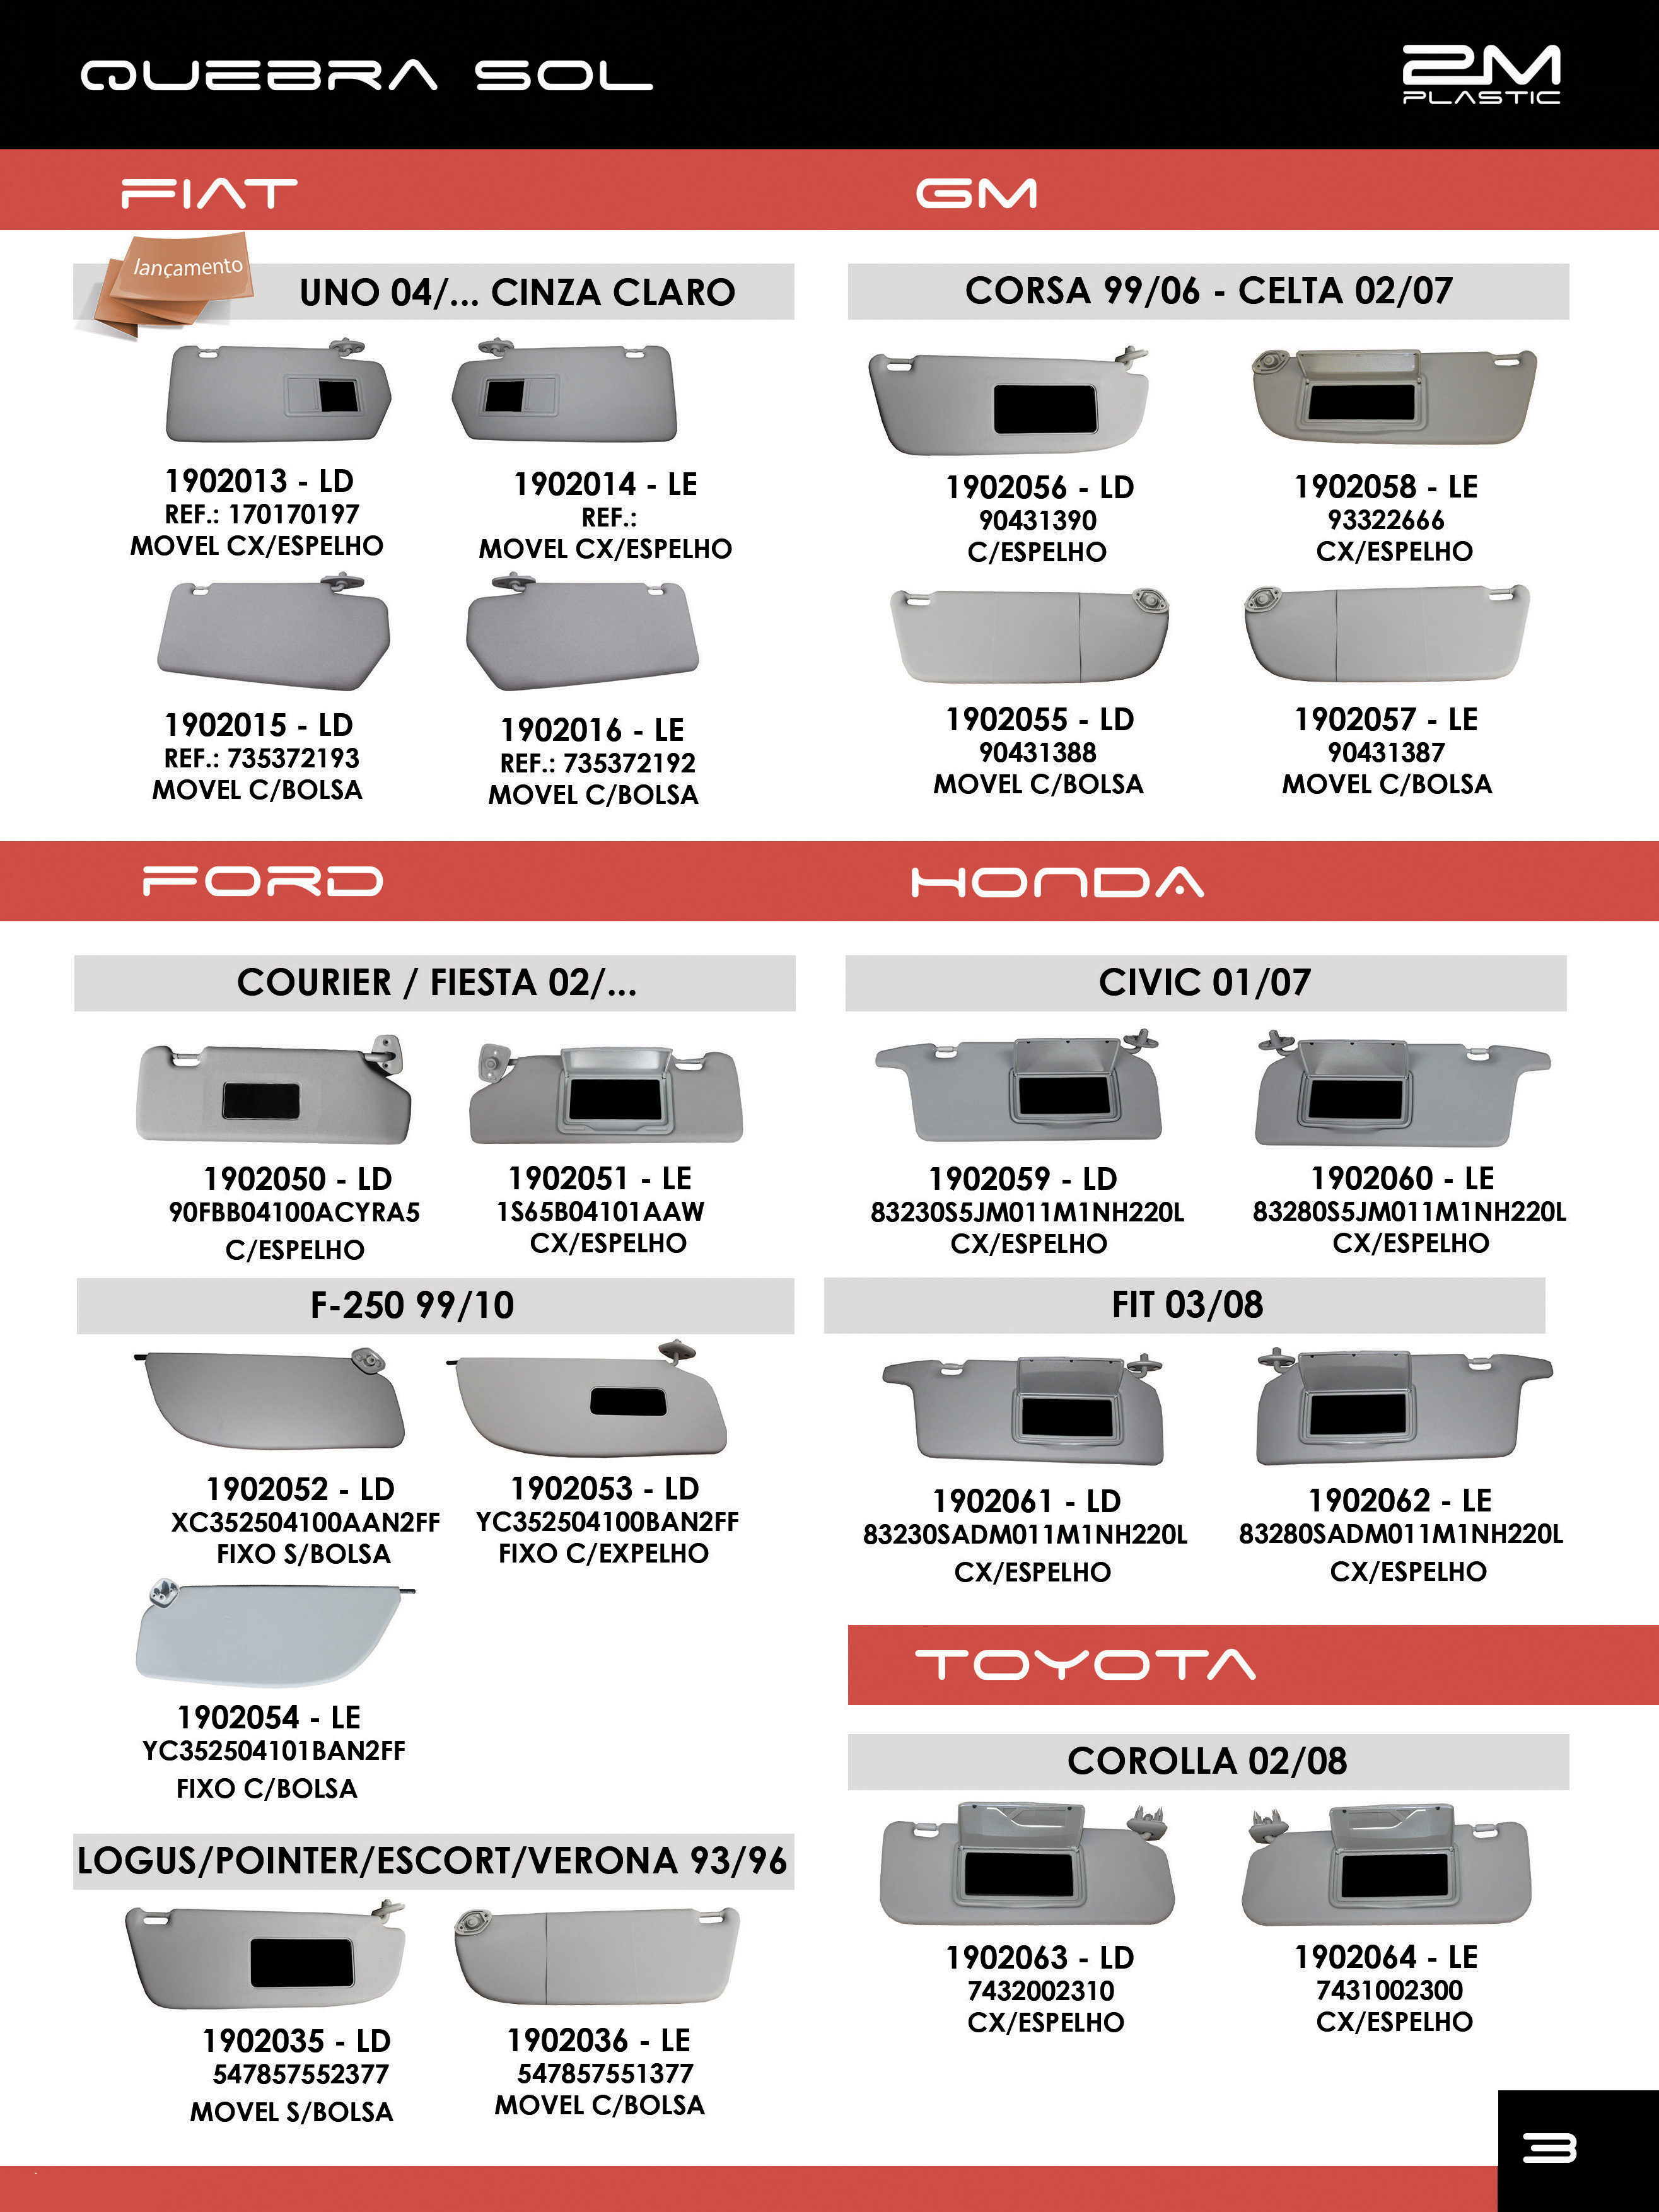 QUEBRA SOL
2M
PLASTIC
FIAT
lançamento
UNO 04/... CINZA CLARO
1902013 - LD
REF.: 170170197
MOVEL CX/ESPELHO
1902014 - LE
REF.:
MOVEL CX/ESPELHO
1902015 - LD
REF.: 735372193
MOVEL C/BOLSA
1902016 - LE
REF.: 735372192
MOVEL C/BOLSA
GM
CORSA 99/06 - CELTA 02/07
1902056 - LD
90431390
C/ESPELHO
1902058 - LE
93322666
CX/ESPELHO
1902055 - LD
90431388
MOVEL C/BOLSA
1902057 - LE
90431387
MOVEL C/BOLSA
FORD
COURIER / FIESTA 02/...
1902050 - LD
90FBB04100ACYRA5
C/ESPELHO
1902051 - LE
1S65B04101AAW
CX/ESPELHO
F-250 99/10
1902052 - LD
XC352504100AAN2FF
FIXO S/BOLSA
1902053 - LD
YC352504100BAN2FF
FIXO C/EXPELHO
1902054 - LE
YC352504101BAN2FF
FIXO C/BOLSA
LOGUS/POINTER/ESCORT/VERONA 93/96
1902035 - LD
547857552377
MOVEL S/BOLSA
1902036 - LE
547857551377
MOVEL C/BOLSA
HONDA
CIVIC 01/07
1902059 - LD
83230S5JM011M1NH220L
CX/ESPELHO
1902060 - LE
83280S5JM011M1NH220L
CX/ESPELHO
FIT 03/08
1902061 - LD
83230SADM011M1NH220L
CX/ESPELHO
1902062 - LE
83280SADM011M1NH220L
CX/ESPELHO
TOYOTA
COROLLA 02/08
1902063 - LD
7432002310
CX/ESPELHO
1902064 - LE
7431002300
CX/ESPELHO
3